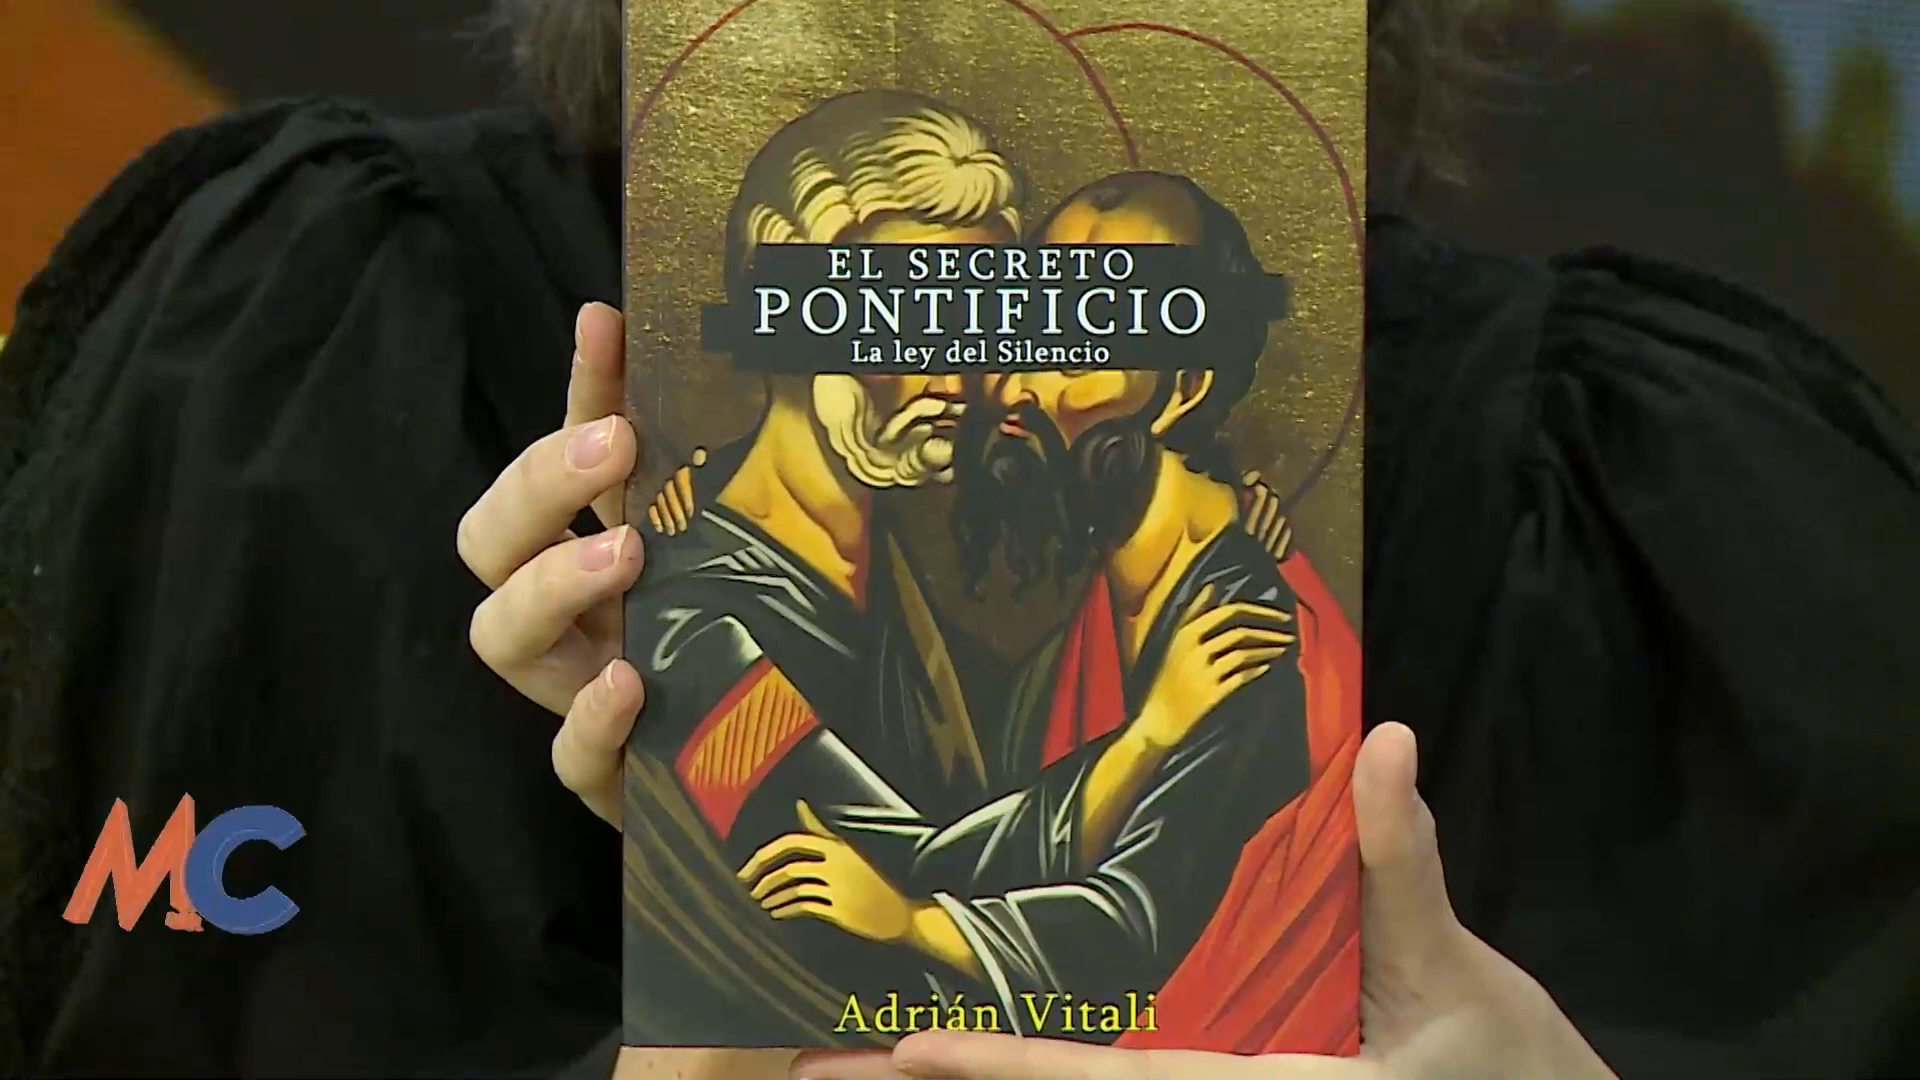 EL SECRETO
PONTIFICIO
La ley del Silencio
Adrián Vitali
MC